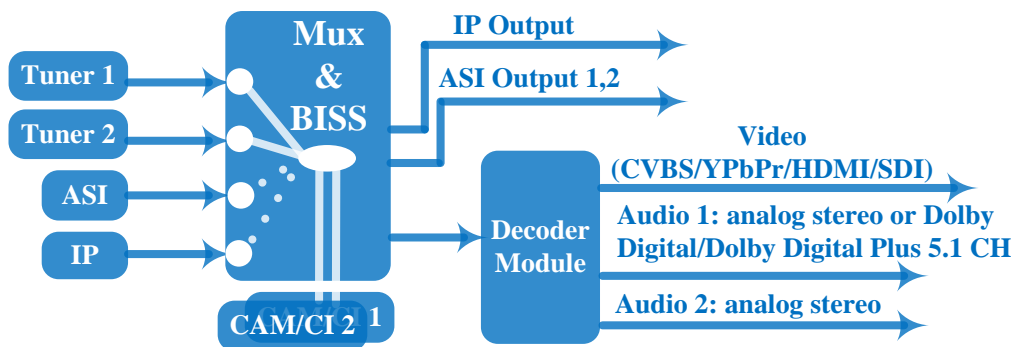 Tuner 1
Tuner 2
ASI
IP
Mux
&
BISS
CAM/CI 1
CAM/CI 2
IP Output
ASI Output 1,2
Decoder
Module
Video
(CVBS/YPbPr/HDMI/SDI)
Audio 1: analog stereo or Dolby
Digital/Dolby Digital Plus 5.1 CH
Audio 2: analog stereo